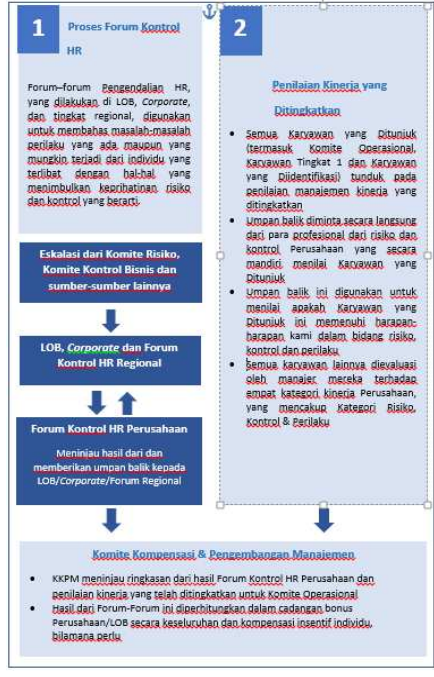 1
Proses Forum Kontrol
HR
Forum–forum Pengendalian HR,
yang dilakukan di LOB, Corporate,
dan tingkat regional, digunakan
untuk membahas masalah-masalah
perilaku yang ada maupun yang
mungkin terjadi dari individu yang
terlibat dengan hal-hal yang
menimbulkan keprihatinan risiko
dan kontrol yang berarti.
Eskalasi dari Komite Risiko,
Komite Kontrol Bisnis dan
sumber-sumber lainnya
LOB, Corporate dan Forum
Kontrol HR Regional
Forum Kontrol HR Perusahaan
Meninjau hasil dari dan
memberikan umpan balik kepada
LOB/Corporate/Forum Regional
2
Penilaian Kinerja yang
Ditingkatkan
• Semua Karyawan yang Ditunjuk
(termasuk Komite Operasional,
Karyawan Tingkat 1 dan Karyawan
yang Diidentifikasi) tunduk pada
penilaian manajemen kinerja yang
ditingkatkan
• Umpan balik diminta secara langsung
dari para profesional dari risiko dan
kontrol Perusahaan yang secara
mandiri menilai Karyawan yang
Ditunjuk
• Umpan balik ini digunakan untuk
menilai apakah Karyawan yang
Ditunjuk ini memenuhi harapan-
harapan kami dalam bidang risiko,
kontrol dan perilaku
• Semua karyawan lainnya dievaluasi
oleh manajer mereka terhadap
empat kategori kinerja Perusahaan,
yang mencakup Kategori Risiko,
Kontrol & Perilaku
Komite Kompensasi & Pengembangan Manajemen
• KKPM meninjau ringkasan dari hasil Forum Kontrol HR Perusahaan dan
penilaian kinerja yang telah ditingkatkan untuk Komite Operasional
• Hasil dari Forum-Forum ini diperhitungkan dalam cadangan bonus
Perusahaan/LOB secara keseluruhan dan kompensasi insentif individu,
bilamana perlu